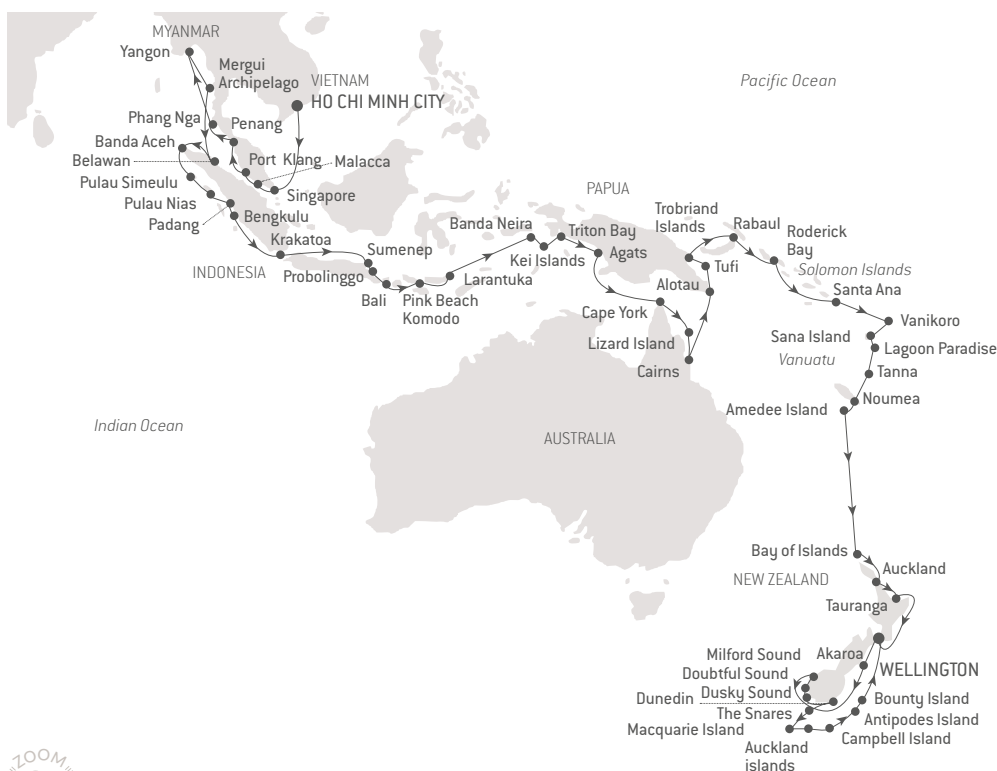 MYANMAR
Yangon
Mergui
Archipelago
VIETNAM
HO CHI MINH CITY
Pacific Ocean
Phang Nga
Penang
Banda Aceh
Belawan
Port Klang
Malacca
Pulau Simeulu
Singapore
Pulau Nias
Padang
Bengkulu
Krakatoa
INDONESIA
Sumenep
Probolinggo
Bali
Pink Beach
Komodo
Larantuka
Banda Neira
Kei Islands
Triton Bay
PAPUA
Agats
Cape York
Lizard Island
Cairns
Alotau
Tufi
Trobriand
Islands
Rabaul
Roderick
Bay
Solomon Islands
Santa Ana
Vanikoro
Sana Island
Lagoon Paradise
Vanuatu
Tanna
Noumea
Amedee Island
Indian Ocean
AUSTRALIA
Bay of Islands
Auckland
NEW ZEALAND
Tauranga
Milford Sound
Akaroa
WELLINGTON
Doubtful Sound
Dusky Sound
Dunedin
The Snares
Macquarie Island
Auckland
islands
Campbell Island
Antipodes Island
Bounty Island
"ZOOM"